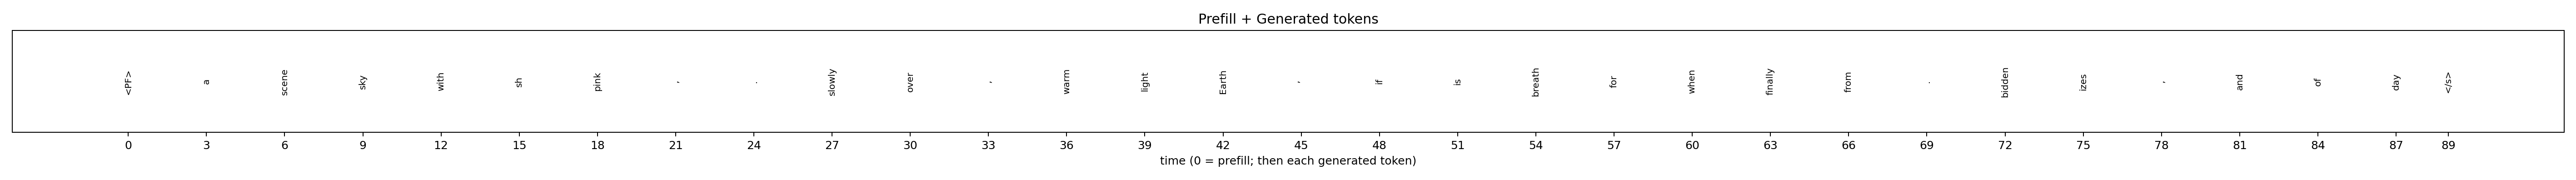 Prefill + Generated tokens
<PF> a scene sky with sh pink , . slowly over , warm light Earth , if is breath for when finally from . bidden izes , and of day </s>
0 3 6 9 12 15 18 21 24 27 30 33 36 39 42 45 48 51 54 57 60 63 66 69 72 75 78 81 84 87 89
time (0 = prefill; then each generated token)